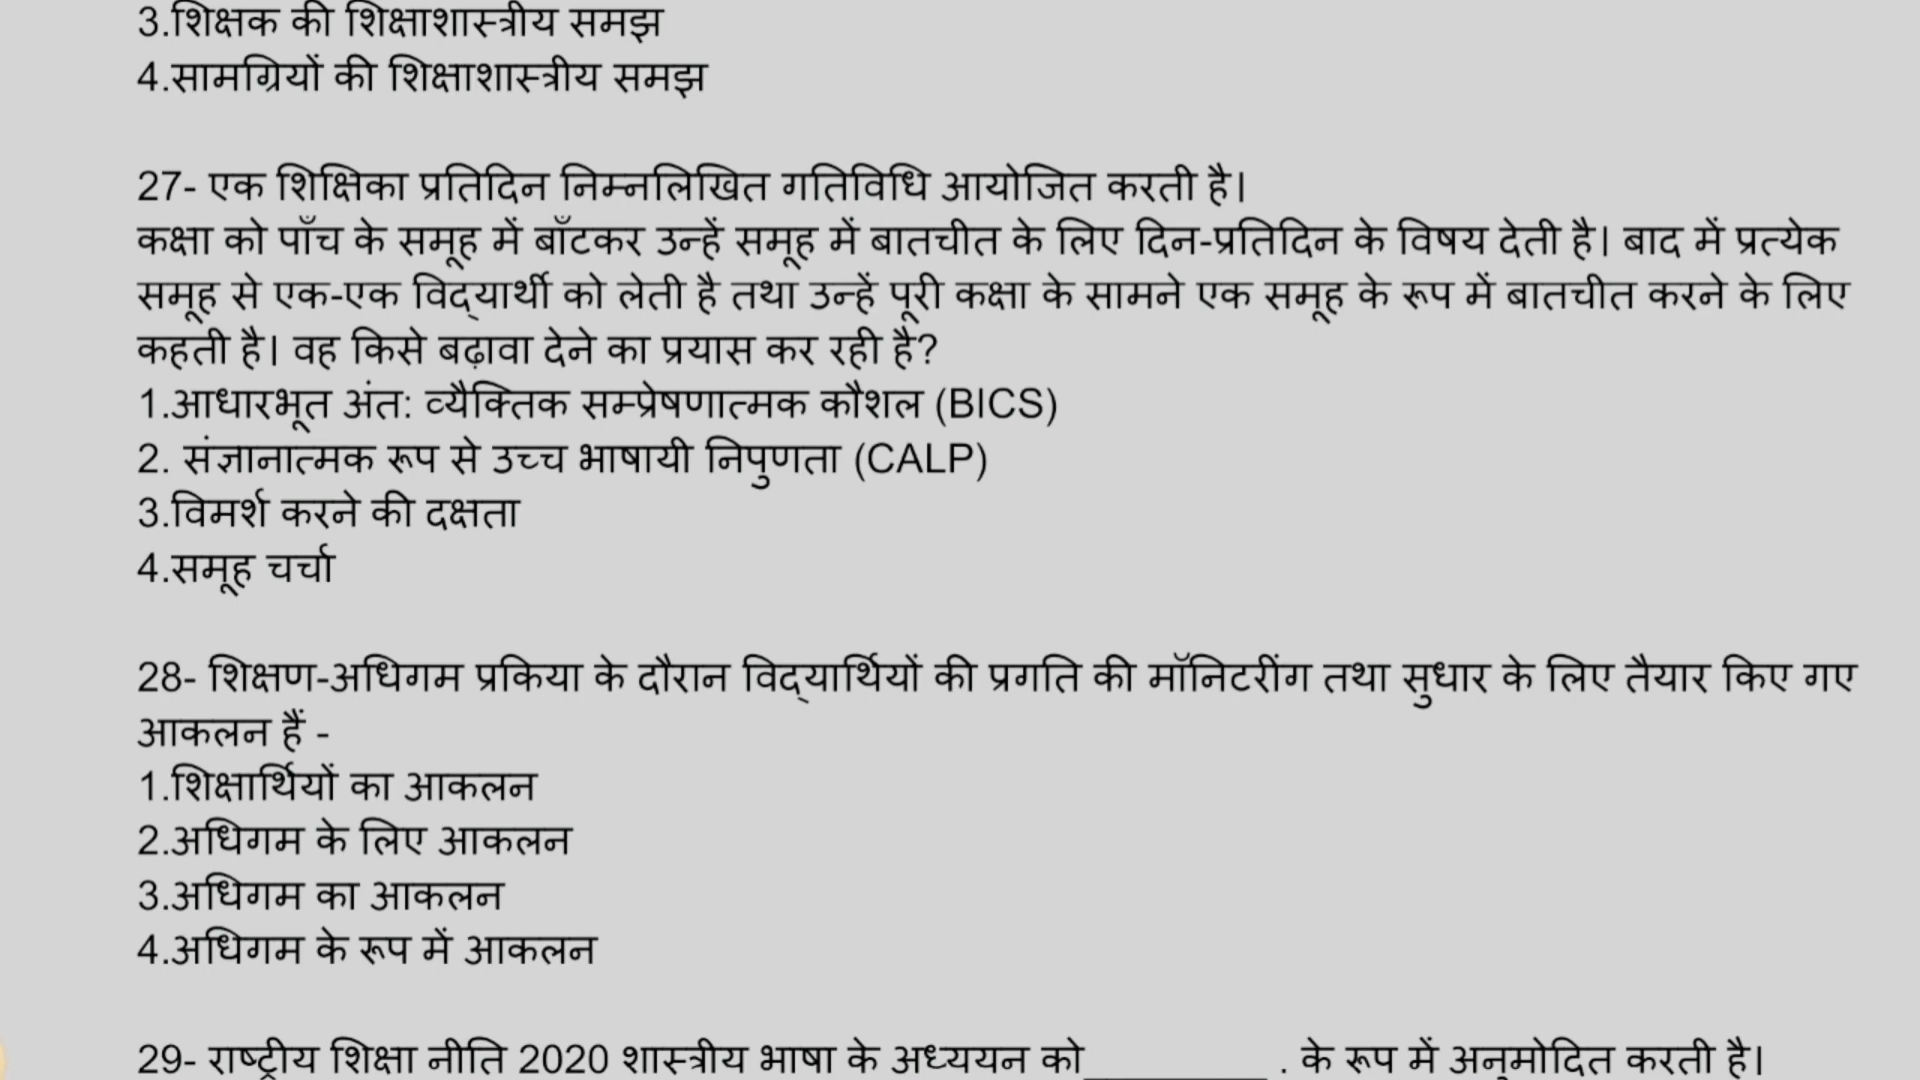 3.शिक्षक की शिक्षाशास्त्रीय समझ
4.सामग्रियों की शिक्षाशास्त्रीय समझ
27- एक शिक्षिका प्रतिदिन निम्नलिखित गतिविधि आयोजित करती है।
कक्षा को पाँच के समूह में बाँटकर उन्हें समूह में बातचीत के लिए दिन-प्रतिदिन के विषय देती है। बाद में प्रत्येक
समूह से एक-एक विद्यार्थी को लेती है तथा उन्हें पूरी कक्षा के सामने एक समूह के रूप में बातचीत करने के लिए
कहती है। वह किसे बढ़ावा देने का प्रयास कर रही है?
1.आधारभूत अंत: व्यैक्तिक सम्प्रेषणात्मक कौशल (BICS)
2. संज्ञानात्मक रूप से उच्च भाषायी निपुणता (CALP)
3.विमर्श करने की दक्षता
4.समूह चर्चा
28- शिक्षण-अधिगम प्रकिया के दौरान विद्यार्थियों की प्रगति की मॉनिटरींग तथा सुधार के लिए तैयार किए गए
आकलन हैं -
1.शिक्षार्थियों का आकलन
2.अधिगम के लिए आकलन
3.अधिगम का आकलन
4.अधिगम के रूप में आकलन
29- राष्ट्रीय शिक्षा नीति 2020 शास्त्रीय भाषा के अध्ययन को_________ . के रूप में अनुमोदित करती है।